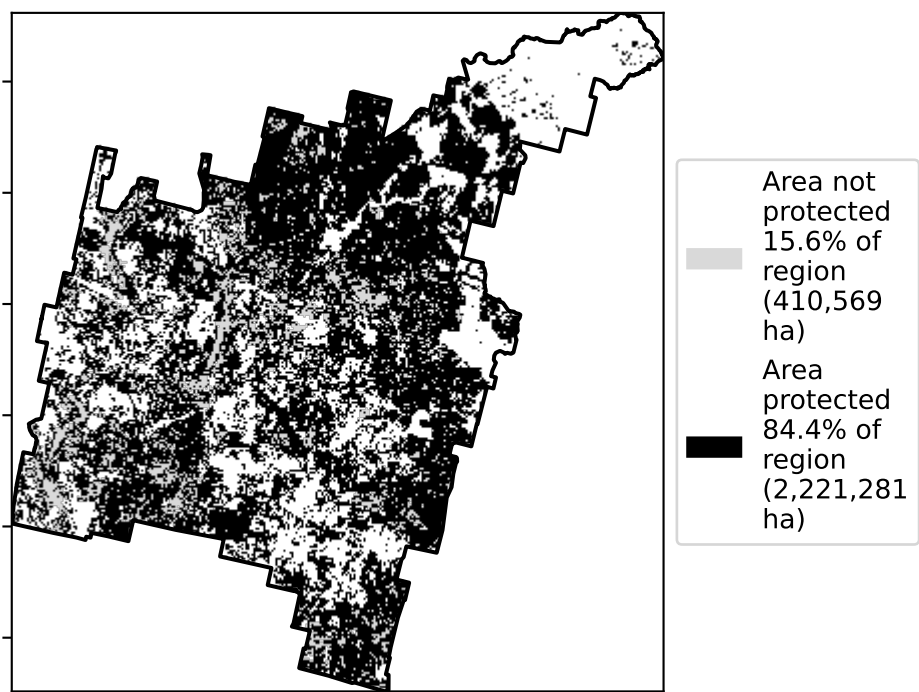 Area not
protected
15.6% of
region
(410,569
ha)
Area
protected
84.4% of
region
(2,221,281
ha)